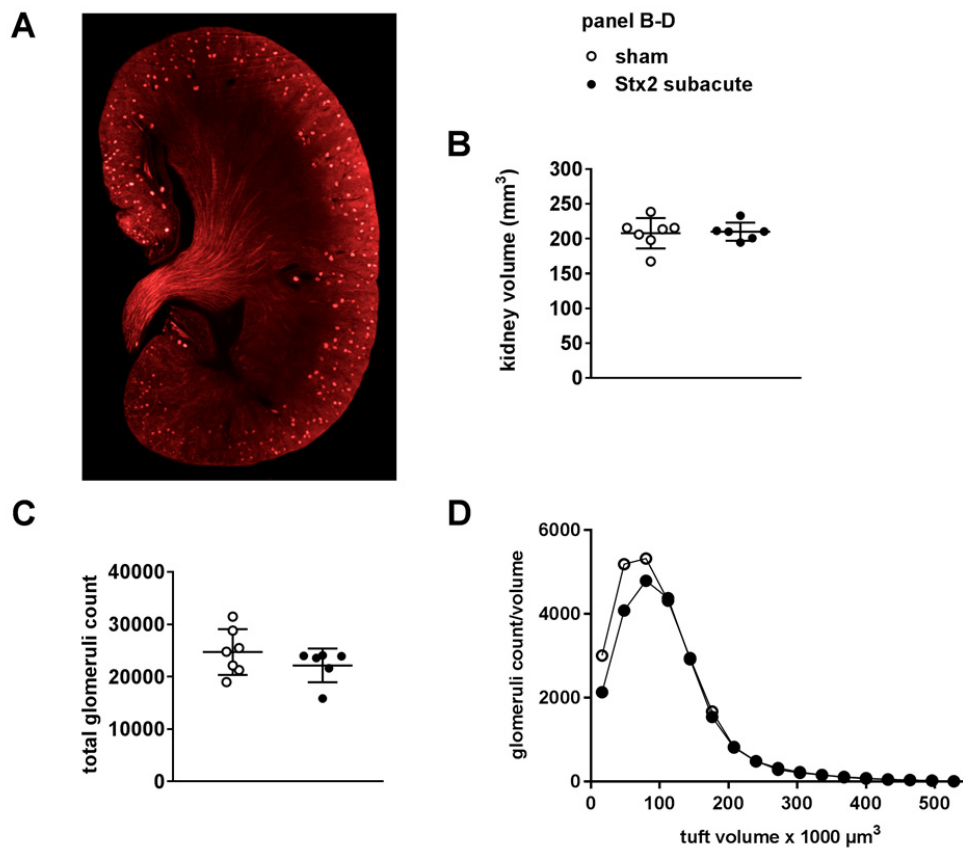 A
panel B-D
sham
Stx2 subacute
B
kidney volume (mm³)
300
250
200
150
100
50
0
C
total glomeruli count
40000
30000
20000
10000
0
D
glomeruli count/volume
6000
4000
2000
0
0 100 200 300 400 500
tuft volume x 1000 µm³